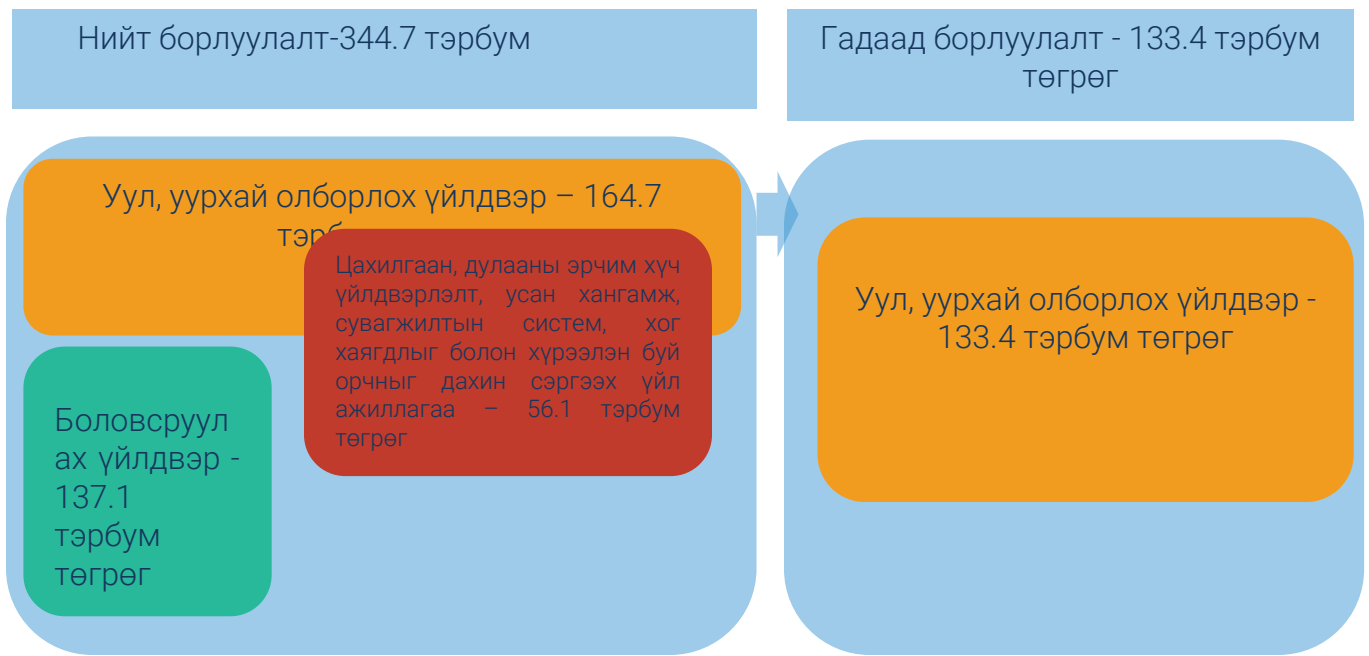 Нийт борлуулалт-344.7 тэрбум
Гадаад борлуулалт - 133.4 тэрбум
төгрөг
Уул, уурхай олборлох үйлдвэр – 164.7
Цахилгаан, дулааны эрчим хүч
үйлдвэрлэлт, усан хангамж,
сувагжилтын систем, хог
хаягдлыг болон хүрээлэн буй
орчныг дахин сэргээх үйл
ажиллагаа – 56.1 тэрбум
төгрөг
Боловсруул
ах үйлдвэр -
137.1
тэрбум
төгрөг
Уул, уурхай олборлох үйлдвэр -
133.4 тэрбум төгрөг